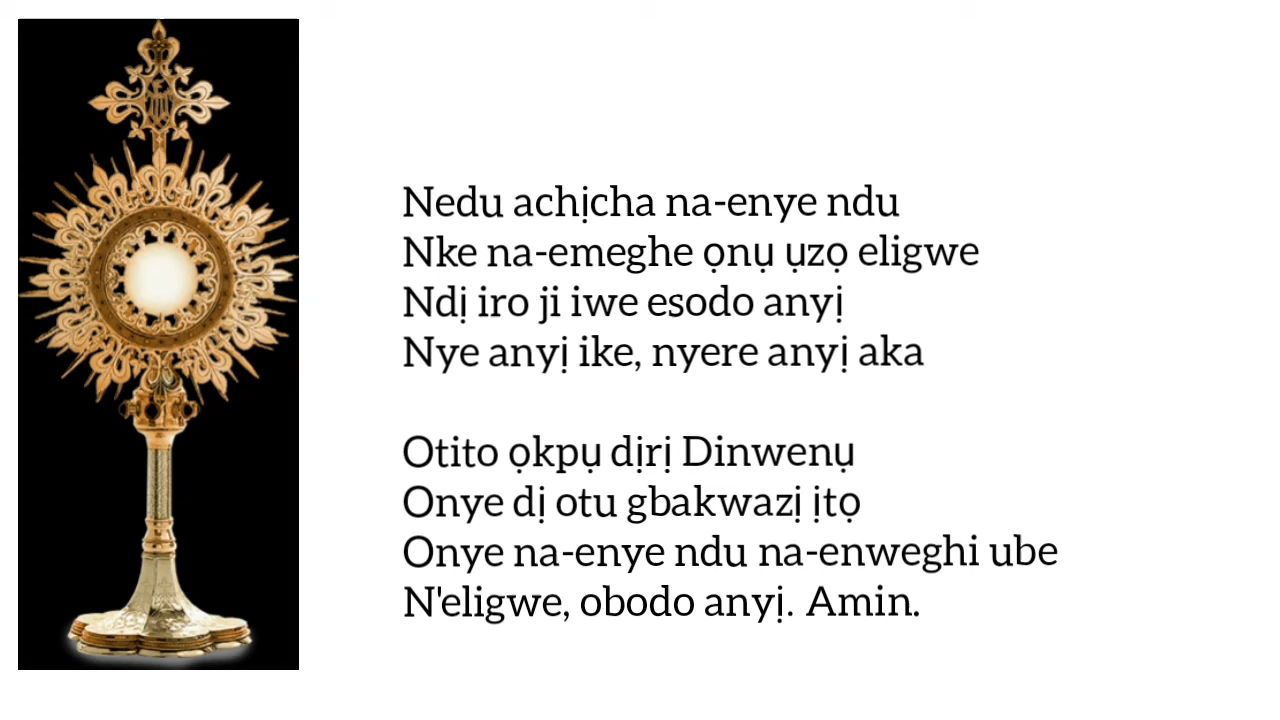 Nedu achịcha na-enye ndu
Nke na-emeghe ọnụ ụzọ eligwe
Ndị iro ji iwe esodo anyị
Nye anyị ike, nyere anyị aka
Otito ọkpụ dịrị Dinwenụ
Onye dị otu gbakwazị ịtọ
Onye na-enye ndu na-enweghi ube
N'eligwe, obodo anyị. Amin.